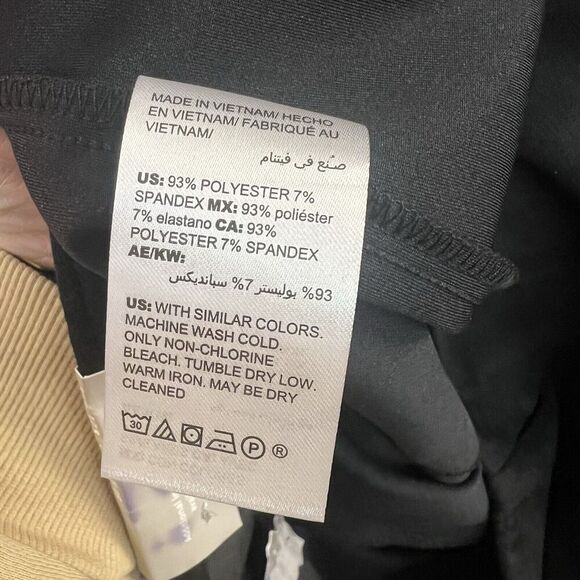 MADE IN VIETNAM/ HECHO
EN VIETNAM/ FABRIQUÉ AU
VIETNAM/
صنع في فيتنام
US: 93% POLYESTER 7%
SPANDEX MX: 93% poliéster
7% elastano CA: 93%
POLYESTER 7% SPANDEX
AE/KW:
%93 بوليستر 7% سبانديكس
US: WITH SIMILAR COLORS.
MACHINE WASH COLD.
ONLY NON-CHLORINE
BLEACH. TUMBLE DRY LOW.
WARM IRON. MAY BE DRY
CLEANED
30 P ®